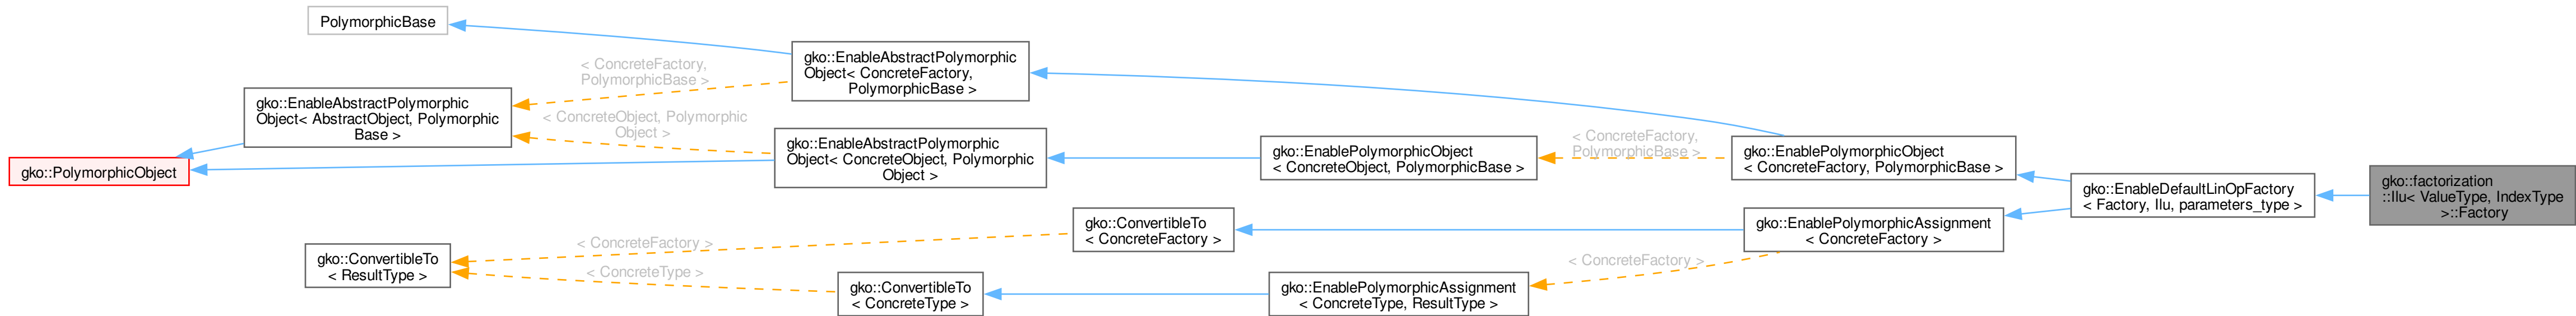 PolymorphicBase
gko::EnableAbstractPolymorphic
Object< ConcreteFactory,
PolymorphicBase >
< ConcreteFactory,
PolymorphicBase >
gko::EnableAbstractPolymorphic
Object< AbstractObject, Polymorphic
Base >
< ConcreteObject, Polymorphic
Object >
gko::PolymorphicObject
gko::EnableAbstractPolymorphic
Object< ConcreteObject, Polymorphic
Object >
gko::EnablePolymorphicObject
< ConcreteObject, PolymorphicBase >
< ConcreteFactory,
PolymorphicBase >
gko::EnablePolymorphicObject
< ConcreteFactory, PolymorphicBase >
gko::EnableDefaultLinOpFactory
< Factory, Ilu, parameters_type >
gko::factorization
::Ilu< ValueType, IndexType
>::Factory
gko::ConvertibleTo
< ConcreteFactory >
gko::EnablePolymorphicAssignment
< ConcreteFactory >
< ConcreteFactory >
gko::ConvertibleTo
< ResultType >
< ConcreteType >
gko::ConvertibleTo
< ConcreteType >
gko::EnablePolymorphicAssignment
< ConcreteType, ResultType >
< ConcreteFactory >